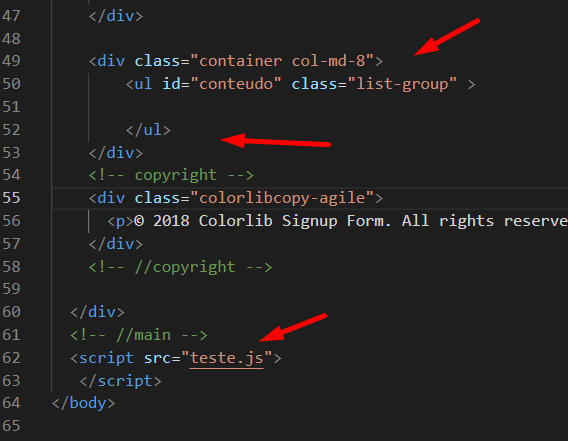 47 </div>
48
49 <div class="container col-md-8">
50 <ul id="conteudo" class="list-group" >
51
52 </ul>
53 </div>
54 <!-- copyright -->
55 <div class="colorlibcopy-agile">
56 <p>© 2018 Colorlib Signup Form. All rights reserve
57 </div>
58 <!-- //copyright -->
59
60 </div>
61 <!-- //main -->
62 <script src="teste.js">
63 </script>
64 </body>
65